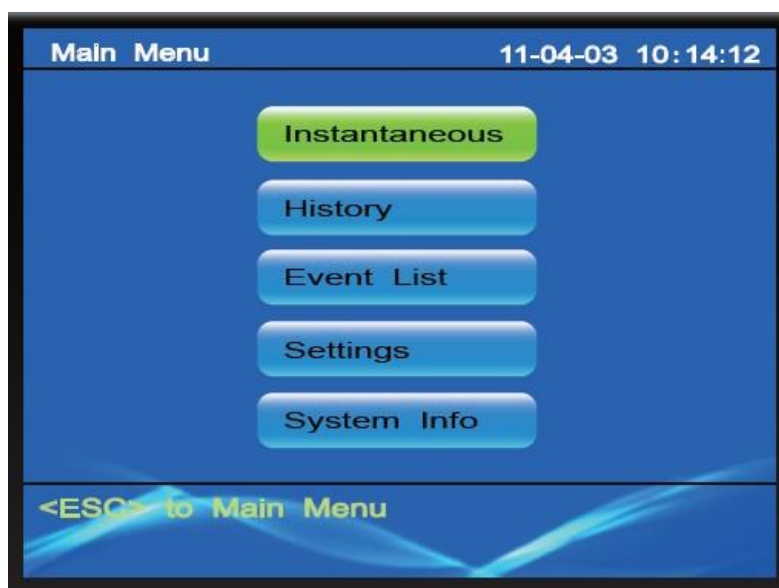 Main Menu 11-04-03 10:14:12
Instantaneous
History
Event List
Settings
System Info
<ESC> to Main Menu